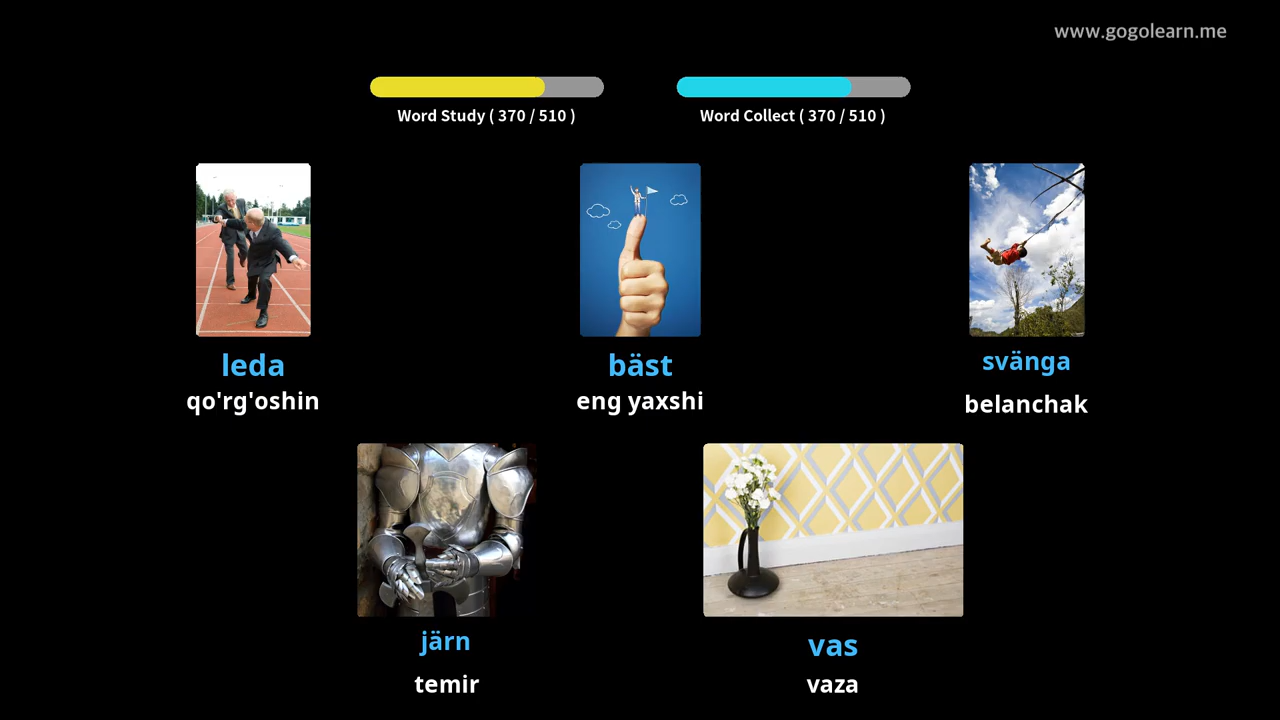 www.gogolearn.me
Word Study ( 370 / 510 )
Word Collect ( 370 / 510 )
leda
qo'rg'oshin
bäst
eng yaxshi
svänga
belanchak
järn
temir
vas
vaza